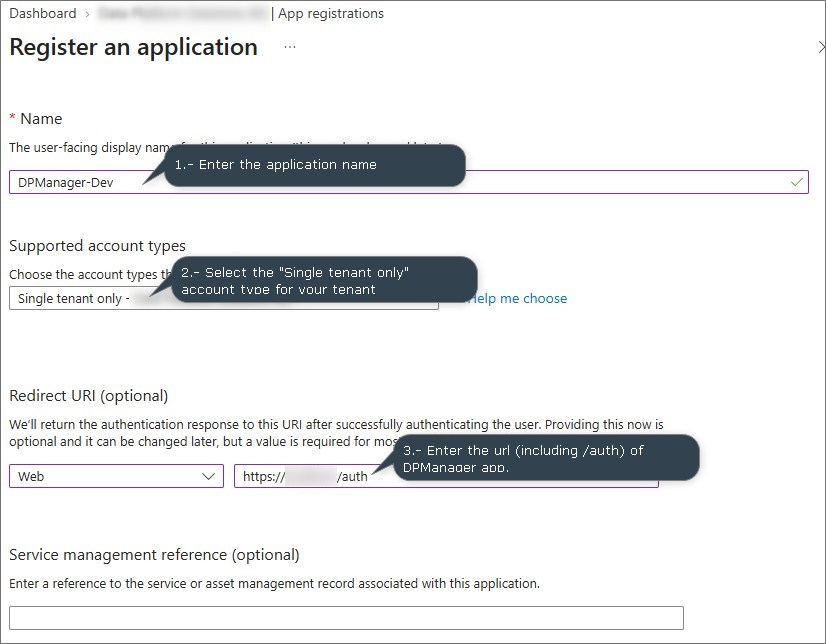 Dashboard > | App registrations
Register an application ...
* Name
The user-facing display
1.- Enter the application name
DPManager-Dev
Supported account types
Choose the account types
2.- Select the "Single tenant only"
account type for your tenant
Single tenant only -
Help me choose
Redirect URI (optional)
We'll return the authentication response to this URI after successfully authenticating the user. Providing this now is
optional and it can be changed later, but a value is required for
3.- Enter the url (including /auth) of
DPManager app.
Web
https:// /auth
Service management reference (optional)
Enter a reference to the service or asset management record associated with this application.